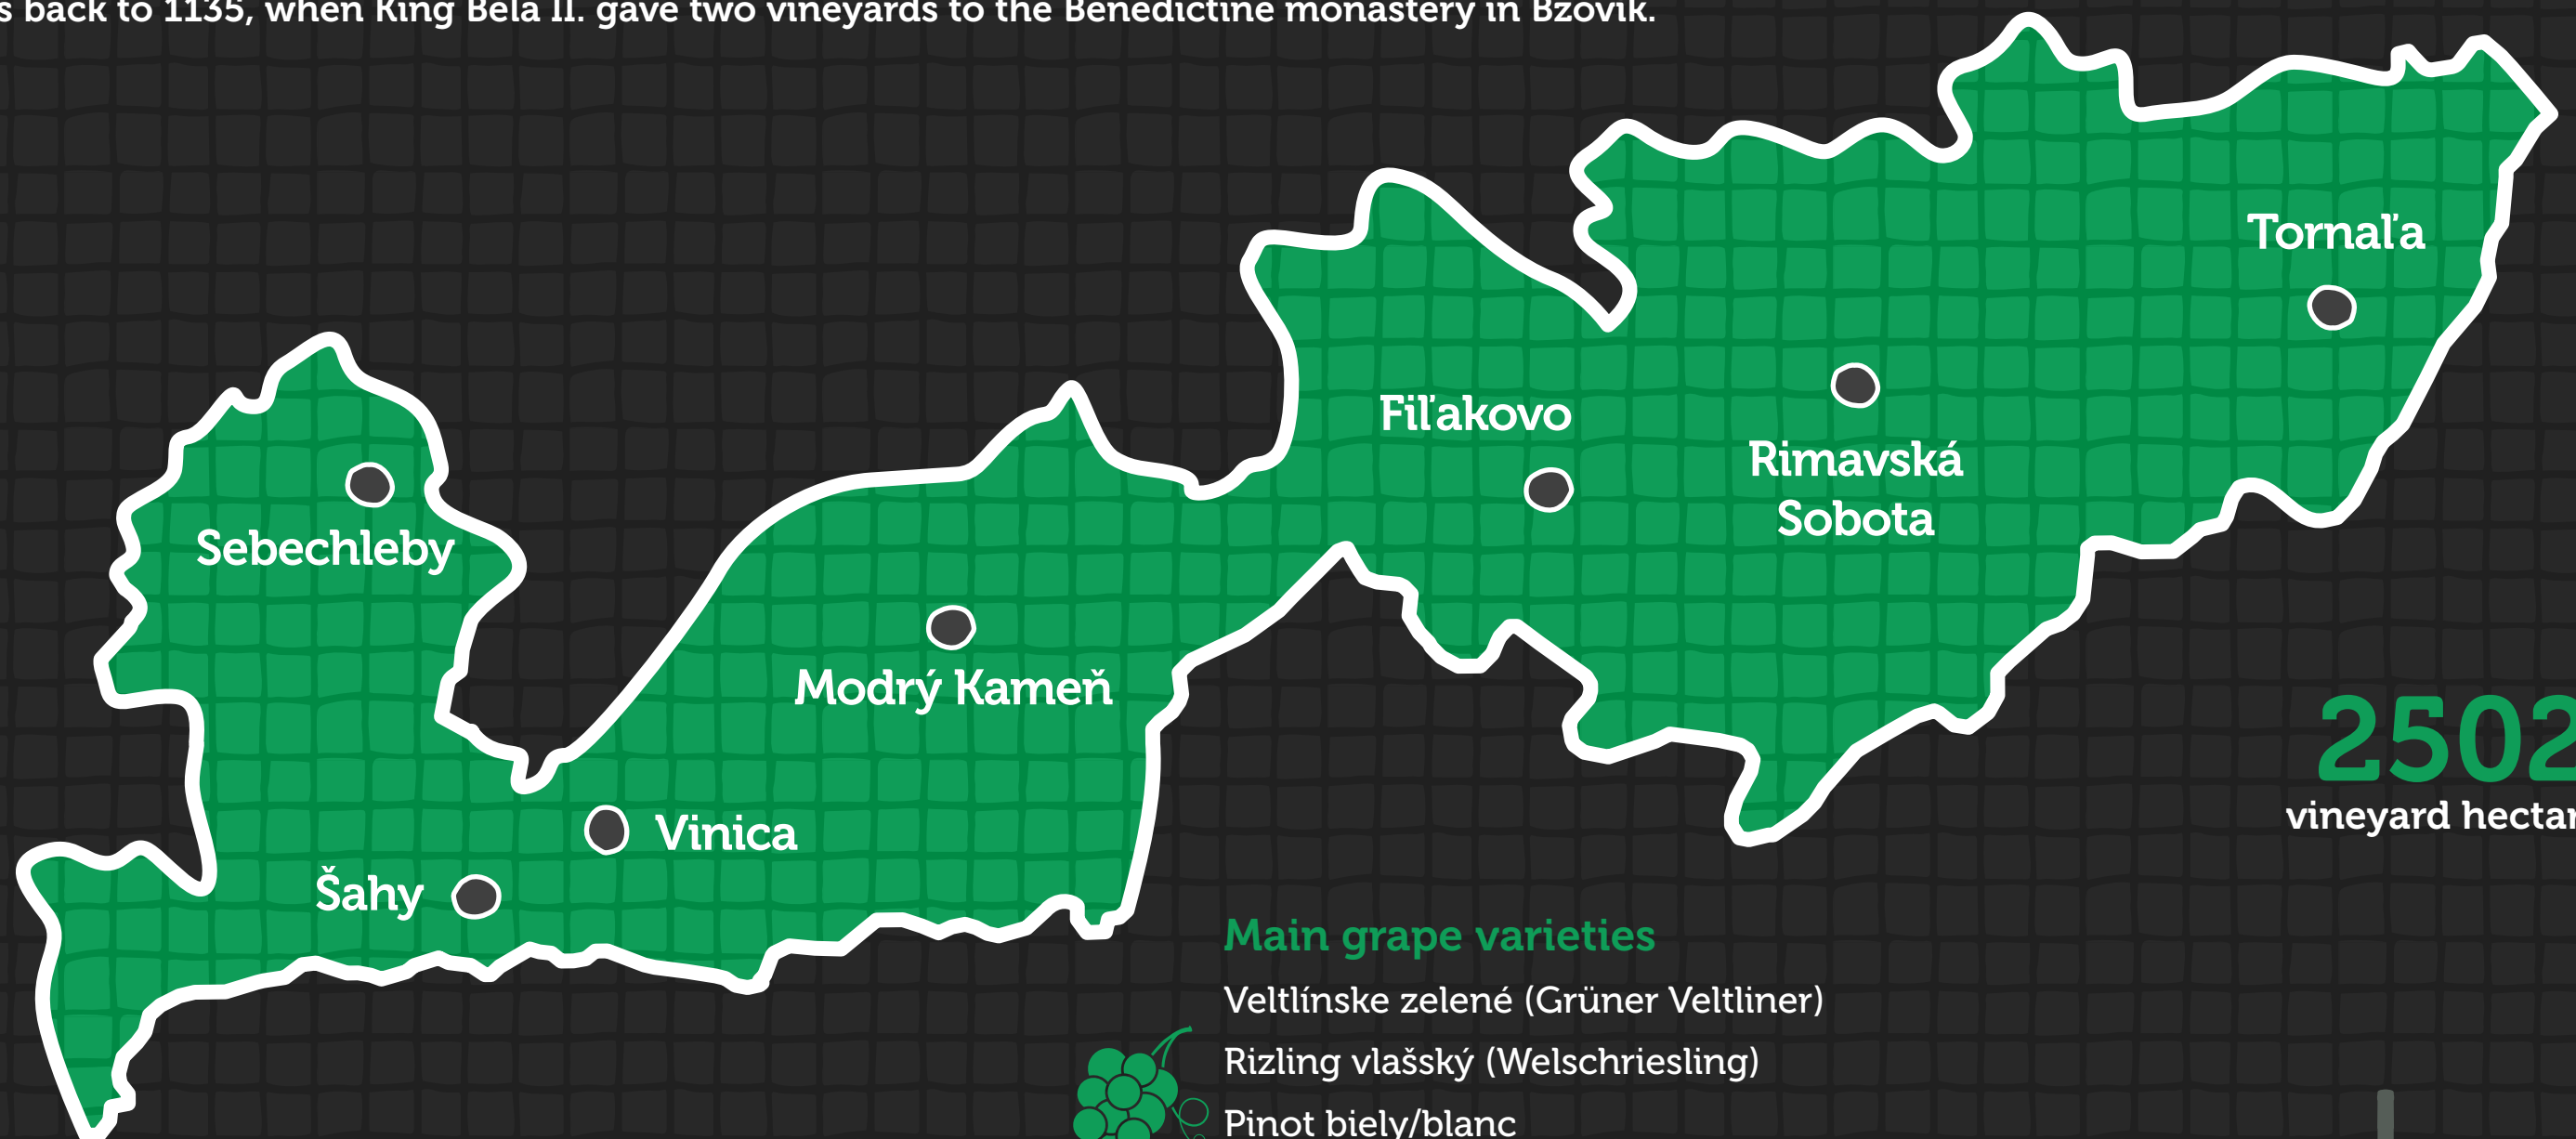 s back to 1135, when King Béla II. gave two vineyards to the Benedictine monastery in Bzovík.
Tornaľa
Fiľakovo
Rimavská
Sobota
Sebechleby
Modrý Kameň
Vinica
Šahy
2502
vineyard hectar
Main grape varieties
Veltlínske zelené (Grüner Veltliner)
Rizling vlašský (Welschriesling)
Pinot biely/blanc